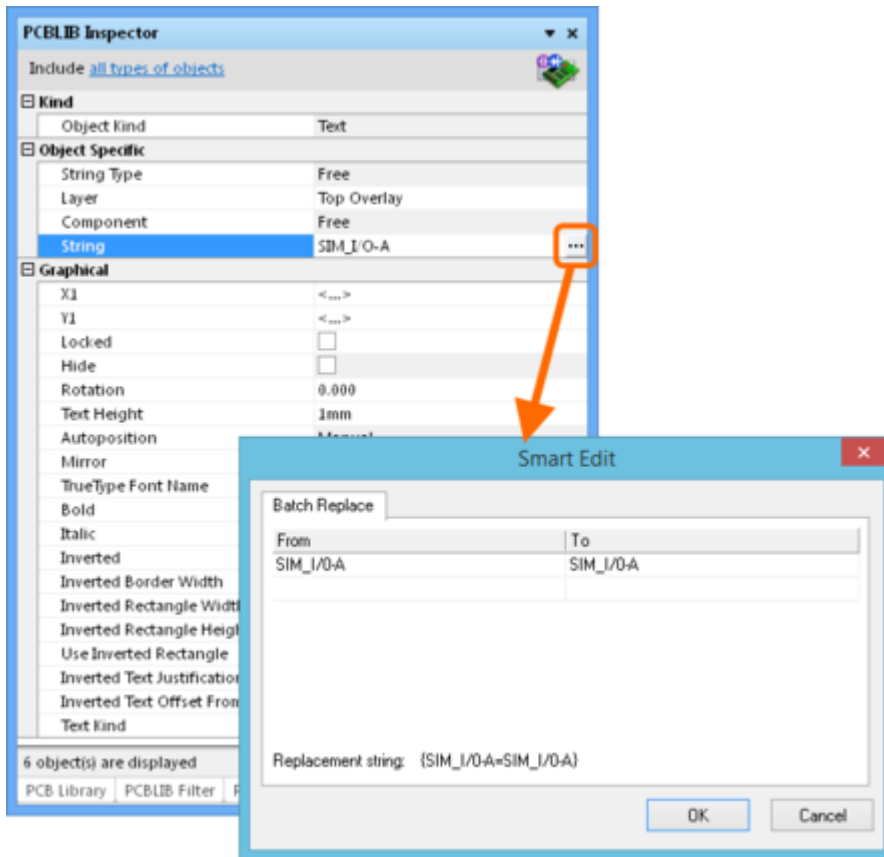 PCBLIB Inspector
Include all types of objects
Kind
Object Kind Text
Object Specific
String Type Free
Layer Top Overlay
Component Free
String SIM_I/O-A ...
Graphical
X1 <...>
Y1 <...>
Locked
Hide
Rotation 0.000
Text Height 1mm
Autoposition Manual
Mirror
TrueType Font Name
Bold
Italic
Inverted
Inverted Border Width
Inverted Rectangle
Inverted Rectangle
Use Inverted Rectangle
Inverted Text Justification
Inverted Text Offset From
Text Kind
6 object(s) are displayed
PCB Library PCBLIB Filter
Smart Edit
Batch Replace
From To
SIM_I/0-A SIM_I/0-A
Replacement string: {SIM_I/0-A=SIM_I/0-A}
OK Cancel